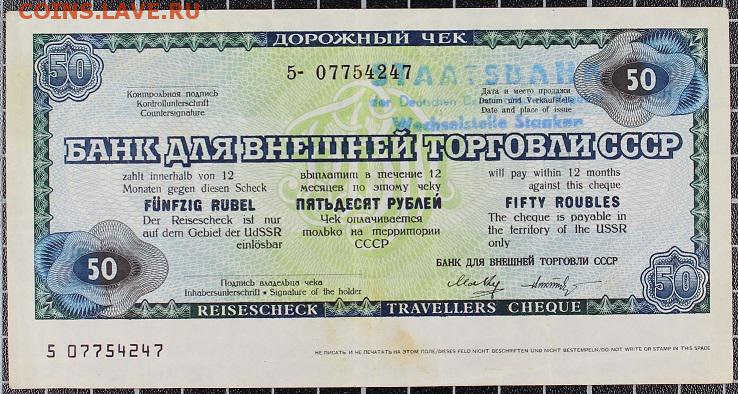 COINS.LAVE.RU
ДОРОЖНЫЙ ЧЕК
50
5- 07754247
50
STAATSBANK
der Deutschen
Wechselstelle Staaken
Контрольная подпись
Kontrollunterschrift
Countersignature
Дата и место продажи
Datum und Verkaufstelle
Date and place of issue
БАНК ДЛЯ ВНЕШНЕЙ ТОРГОВЛИ СССР
zahlt innerhalb von 12
Monaten gegen diesen Scheck
FÜNFZIG RUBEL
Der Reisescheck ist nur
auf dem Gebiet der UdSSR
einlösbar
выплатит в течение 12
месяцев по этому чеку
ПЯТЬДЕСЯТ РУБЛЕЙ
Чек оплачивается
только на территории
СССР
will pay within 12 months
against this cheque
FIFTY ROUBLES
The cheque is payable in
the territory of the USSR
only
БАНК ДЛЯ ВНЕШНЕЙ ТОРГОВЛИ СССР
50
50
Подпись владельца чека
Inhabersunterschrift • Signature of the holder
REISESCHECK TRAVELLERS CHEQUE
5 07754247
НЕ ПИСАТЬ И НЕ ПЕЧАТАТЬ НА ЭТОМ ПОЛЕ/DIESES FELD NICHT BESCHRIFTEN UND NICHT BESTEMPELN/DO NOT WRITE OR STAMP IN THIS SPACE